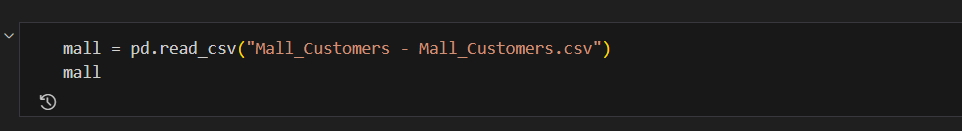 mall = pd.read_csv("Mall_Customers - Mall_Customers.csv")
mall